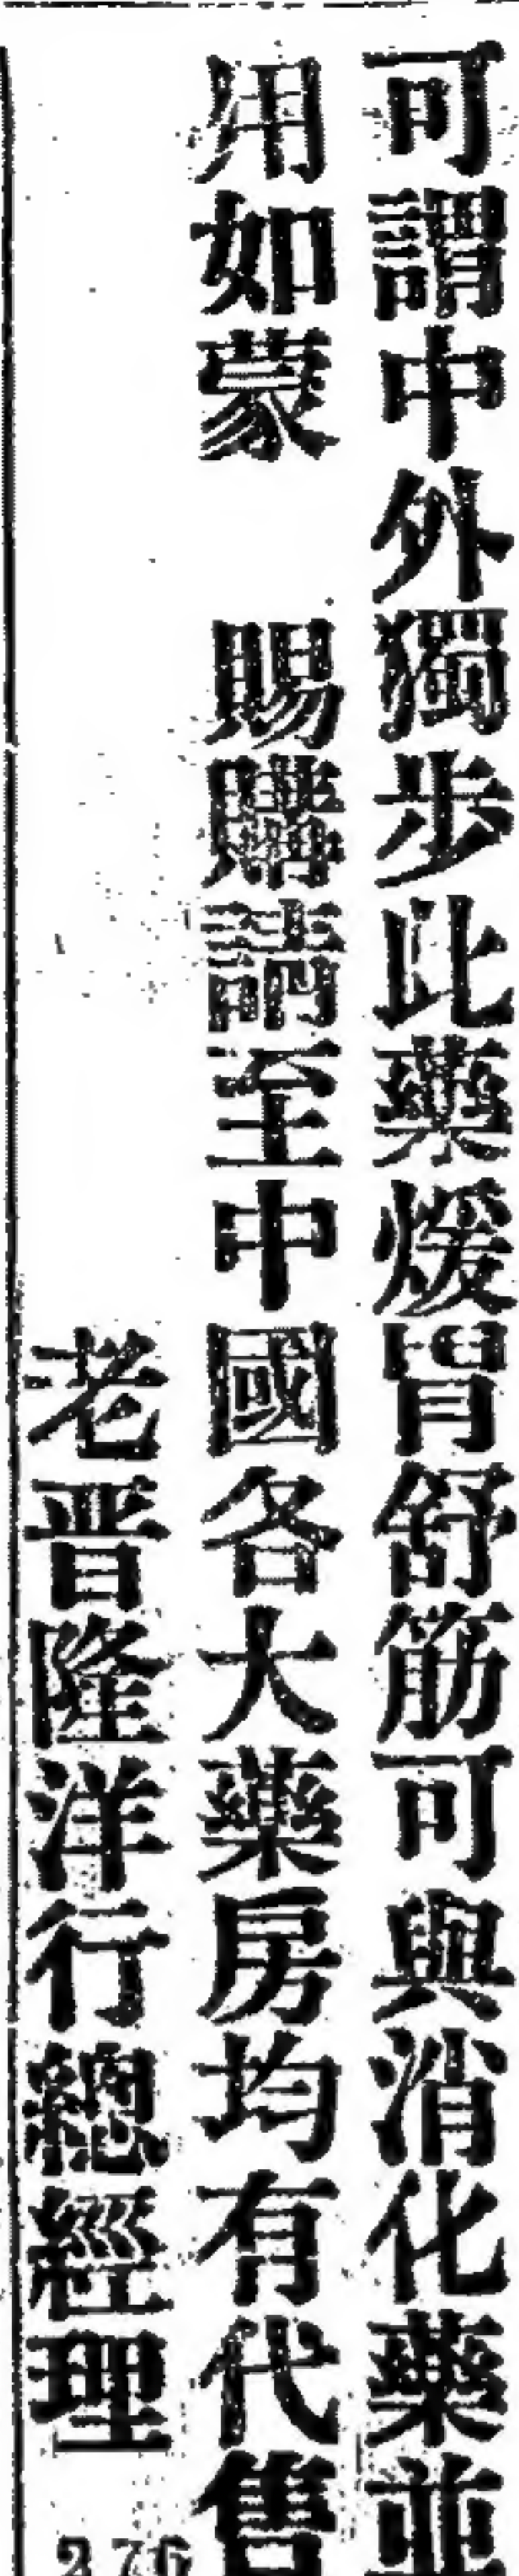 可謂中外獨步此藥煖胃舒筋可與消化藥並
用如蒙　賜購請至中國各大藥房均有代售
老晋隆洋行總經理
276